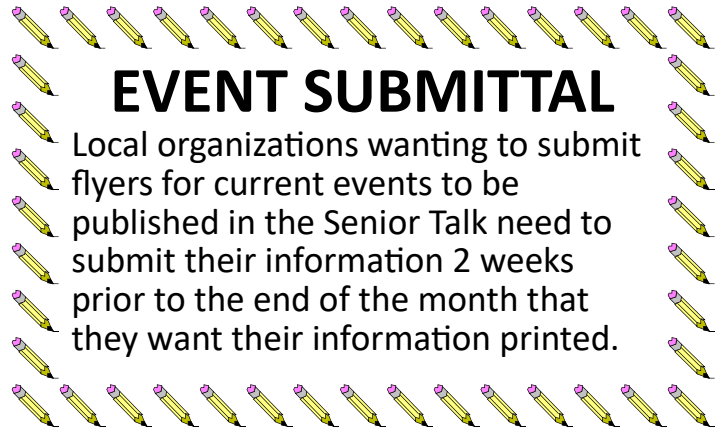 EVENT SUBMITTAL
Local organizations wanting to submit
flyers for current events to be
published in the Senior Talk need to
submit their information 2 weeks
prior to the end of the month that
they want their information printed.